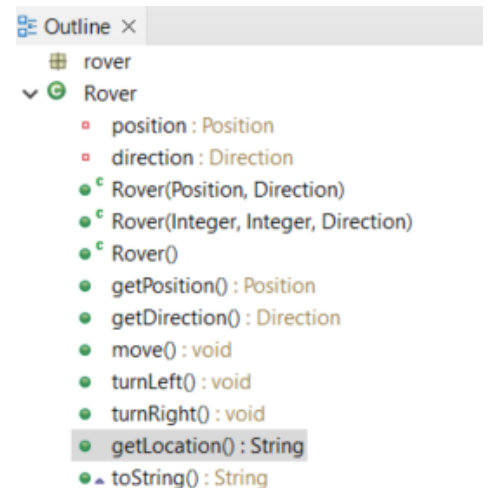 Outline ×
rover
Rover
position : Position
direction : Direction
Rover(Position, Direction)
Rover(Integer, Integer, Direction)
Rover()
getPosition() : Position
getDirection() : Direction
move() : void
turnLeft() : void
turnRight() : void
getLocation() : String
toString() : String